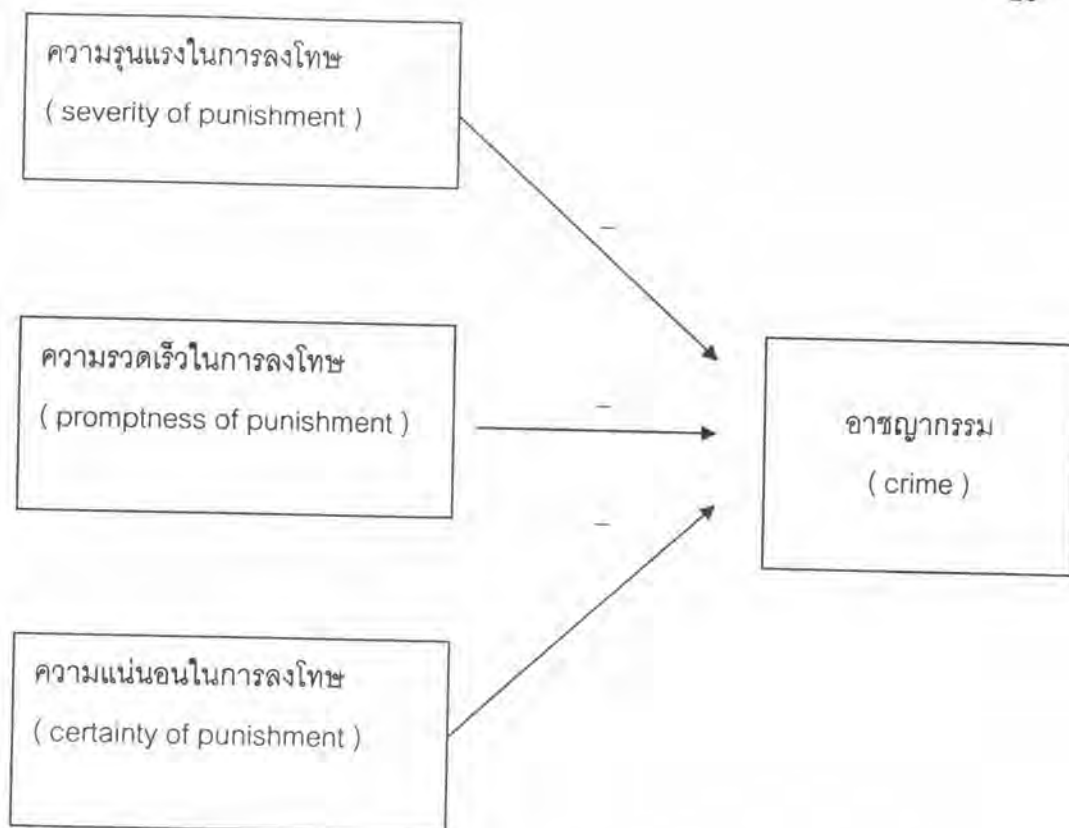 ความรุนแรงในการลงโทษ
( severity of punishment )
–
ความรวดเร็วในการลงโทษ
( promptness of punishment )
–
อาชญากรรม
( crime )
–
ความแน่นอนในการลงโทษ
( certainty of punishment )